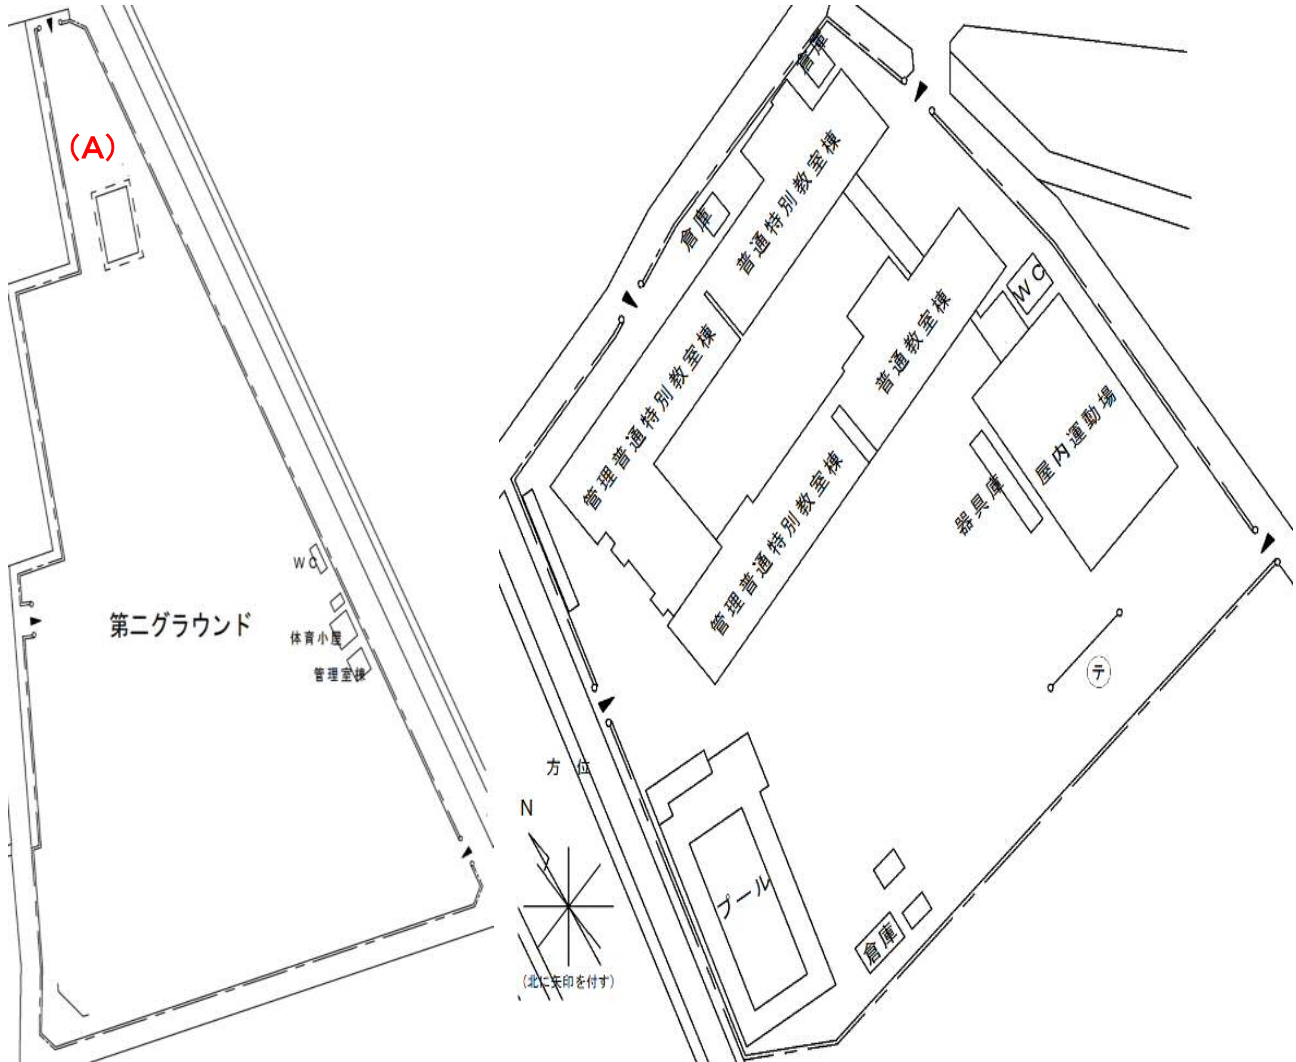 (A)
WC
第二グラウンド
体育小屋
管理室棟
倉庫
倉庫
普通特別教室棟
管理普通特別教室棟
普通教室棟
WC
管理普通特別教室棟
屋内運動場
器具庫
テ
方位
N
(北に矢印を付す)
プール
倉庫